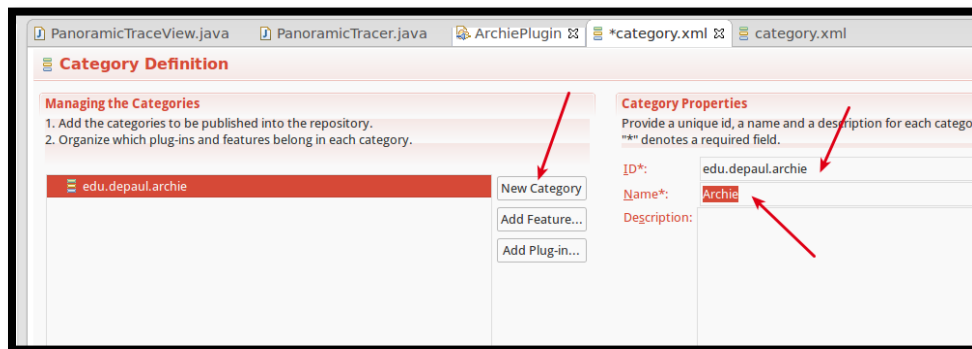 PanoramicTraceView.java PanoramicTracer.java ArchiePlugin *category.xml category.xml
Category Definition
Managing the Categories
1. Add the categories to be published into the repository.
2. Organize which plug-ins and features belong in each category.
edu.depaul.archie
New Category
Add Feature...
Add Plug-in...
Category Properties
Provide a unique id, a name and a description for each catego
"*" denotes a required field.
ID*: edu.depaul.archie
Name*: Archie
Description: